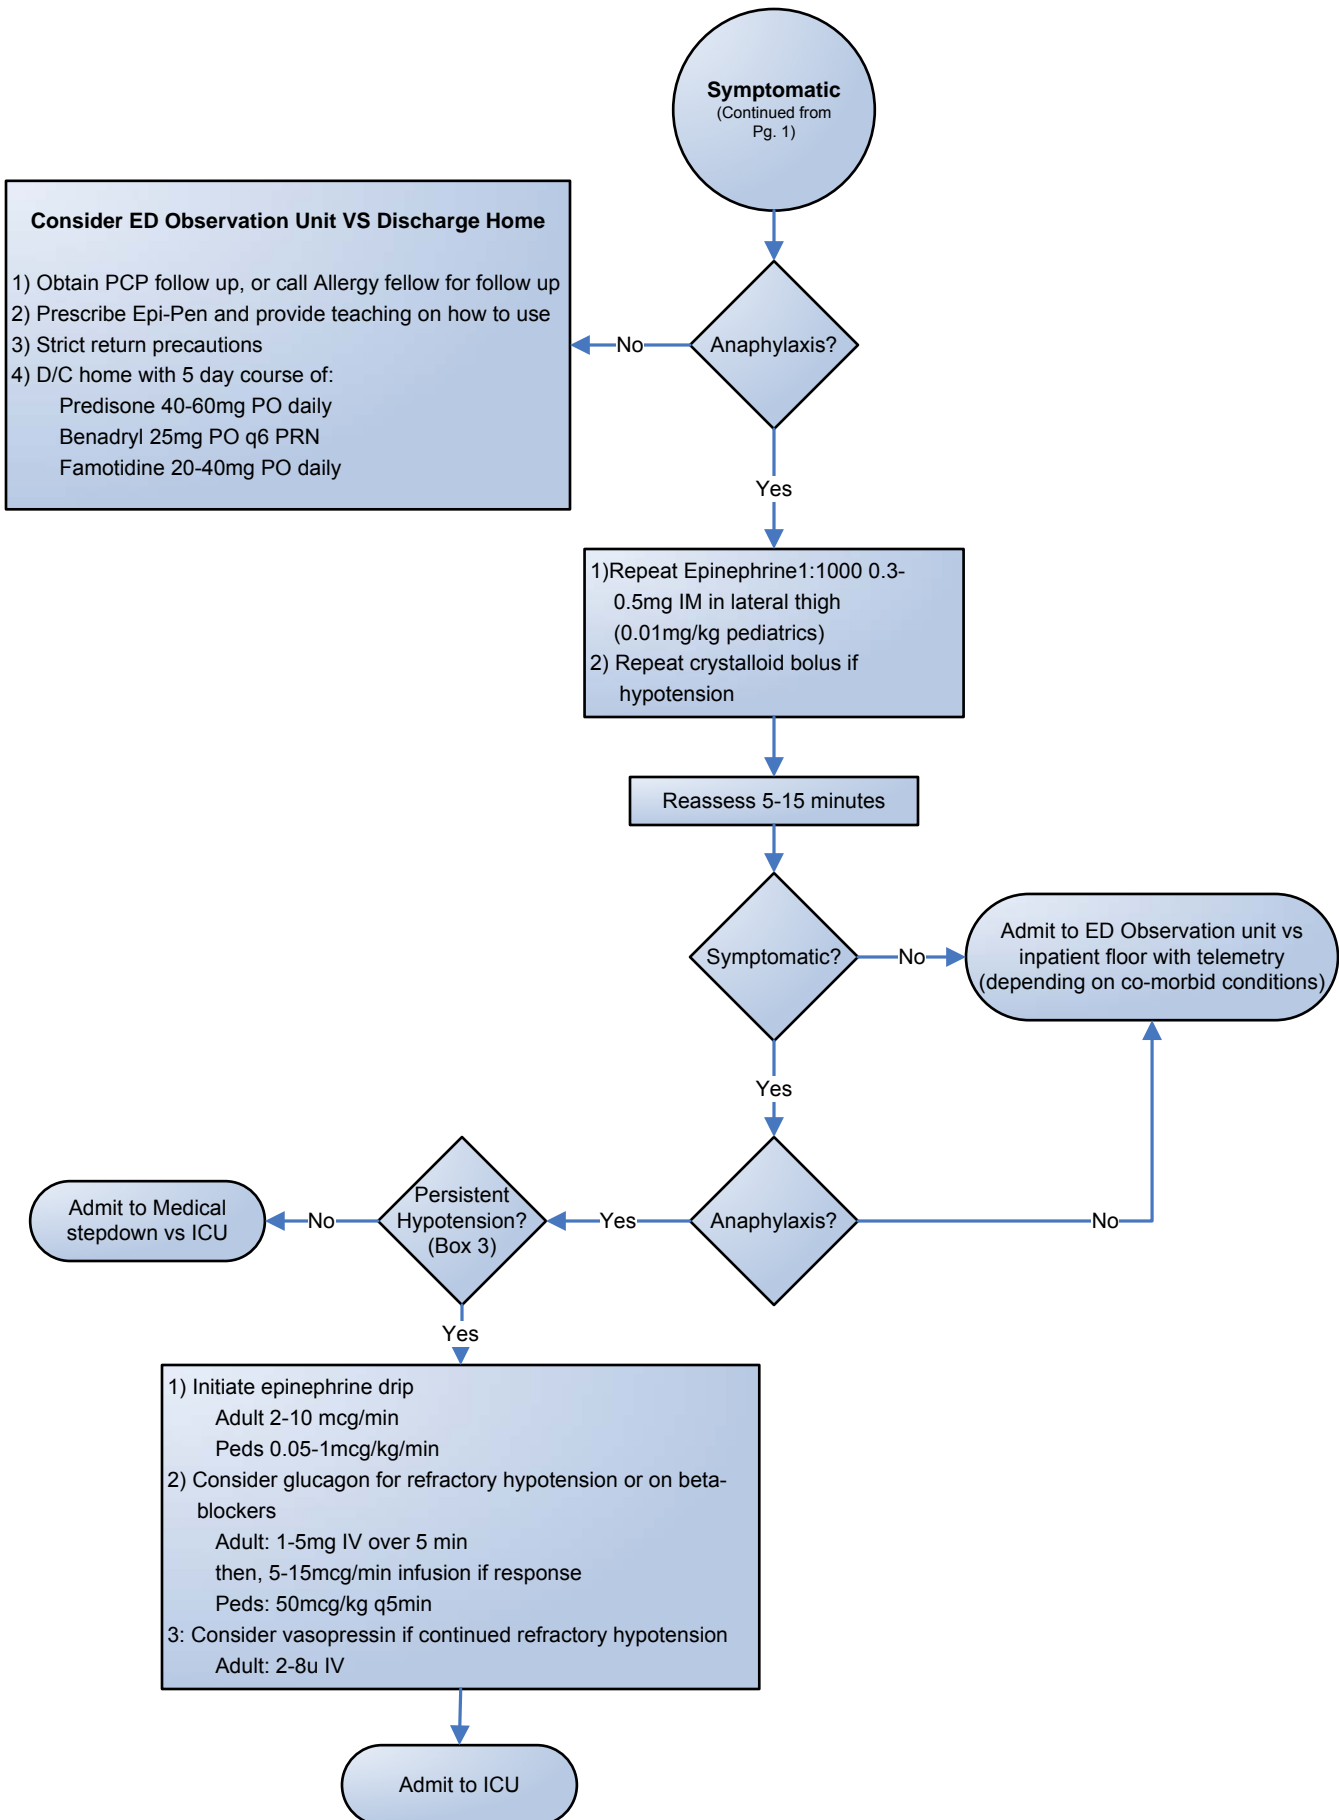 Symptomatic
(Continued from
Pg. 1)
Consider ED Observation Unit VS Discharge Home
1) Obtain PCP follow up, or call Allergy fellow for follow up
2) Prescribe Epi-Pen and provide teaching on how to use
3) Strict return precautions
4) D/C home with 5 day course of:
Predisone 40-60mg PO daily
Benadryl 25mg PO q6 PRN
Famotidine 20-40mg PO daily
No
Anaphylaxis?
Yes
1)Repeat Epinephrine1:1000 0.3-
0.5mg IM in lateral thigh
(0.01mg/kg pediatrics)
2) Repeat crystalloid bolus if
hypotension
Reassess 5-15 minutes
Symptomatic?
No
Admit to ED Observation unit vs
inpatient floor with telemetry
(depending on co-morbid conditions)
Yes
Admit to Medical
stepdown vs ICU
No
Persistent
Hypotension?
(Box 3)
Yes
Anaphylaxis?
No
Yes
1) Initiate epinephrine drip
Adult 2-10 mcg/min
Peds 0.05-1mcg/kg/min
2) Consider glucagon for refractory hypotension or on beta-
blockers
Adult: 1-5mg IV over 5 min
then, 5-15mcg/min infusion if response
Peds: 50mcg/kg q5min
3: Consider vasopressin if continued refractory hypotension
Adult: 2-8u IV
Admit to ICU